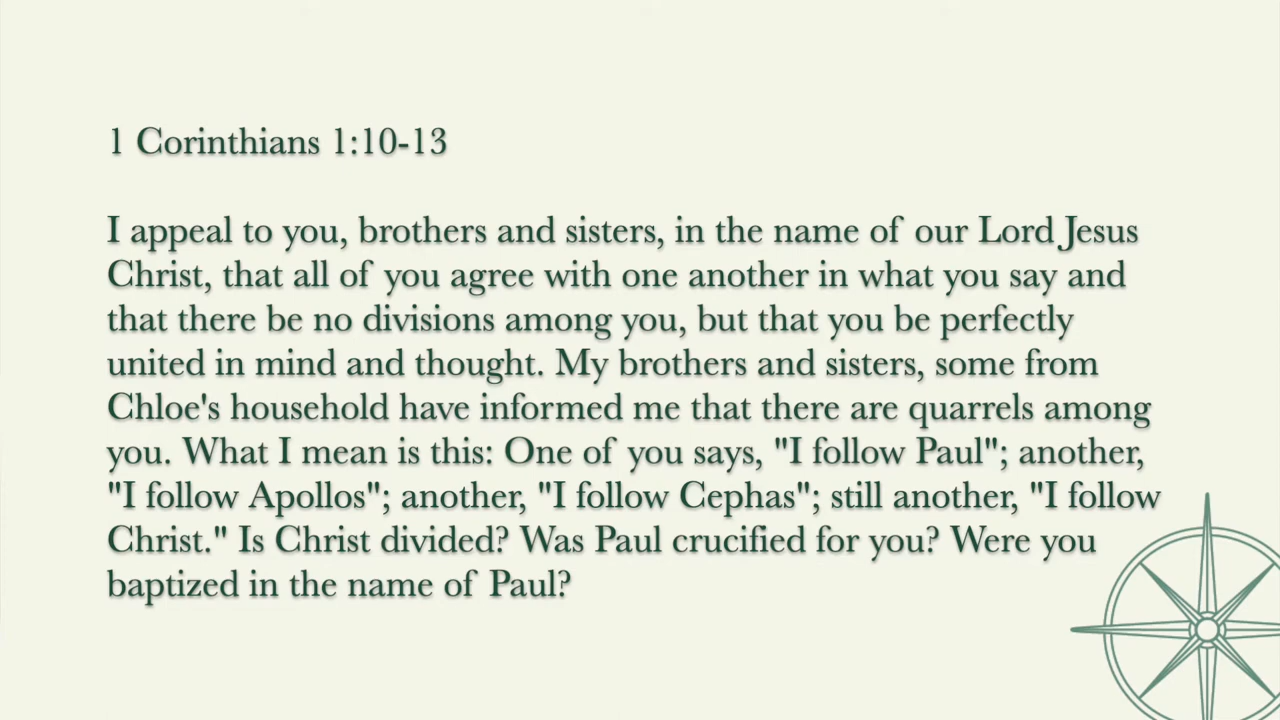 1 Corinthians 1:10-13
I appeal to you, brothers and sisters, in the name of our Lord Jesus
Christ, that all of you agree with one another in what you say and
that there be no divisions among you, but that you be perfectly
united in mind and thought. My brothers and sisters, some from
Chloe's household have informed me that there are quarrels among
you. What I mean is this: One of you says, "I follow Paul"; another,
"I follow Apollos"; another, "I follow Cephas"; still another, "I follow
Christ." Is Christ divided? Was Paul crucified for you? Were you
baptized in the name of Paul?